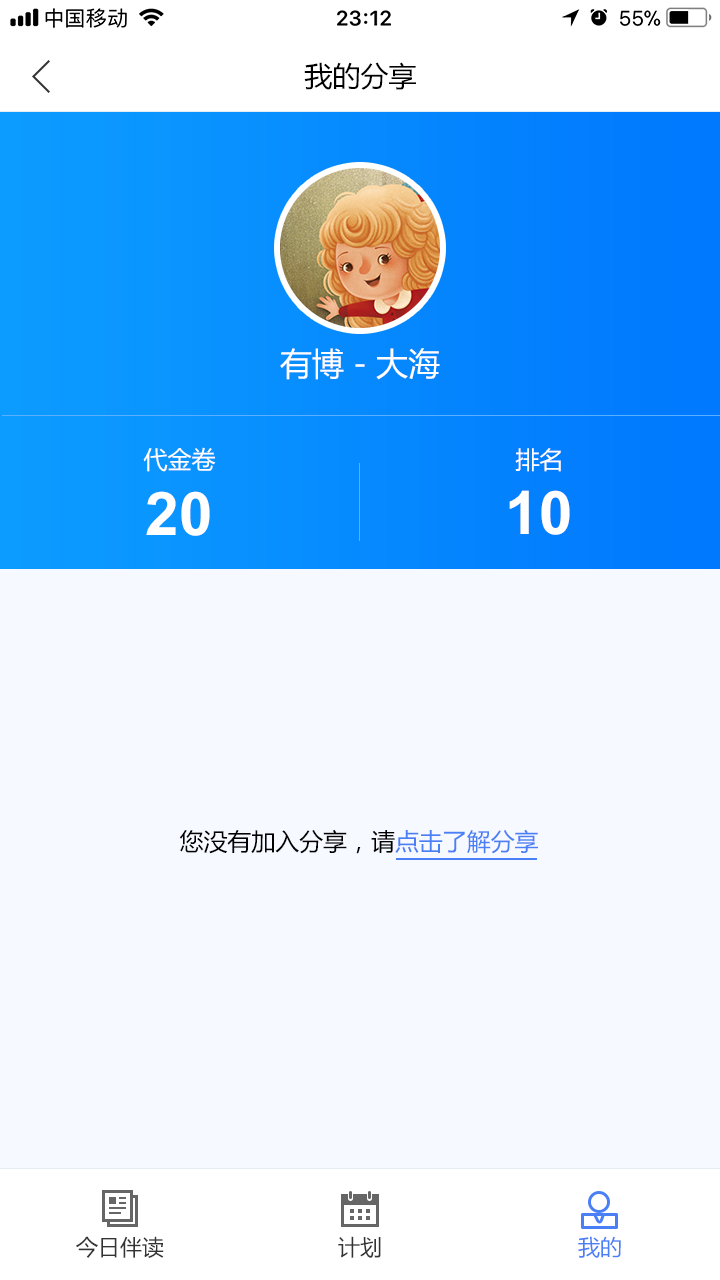 中国移动 23:12 55%
我的分享
有博 - 大海
代金卷 排名
20 10
您没有加入分享，请点击了解分享
今日伴读 计划 我的